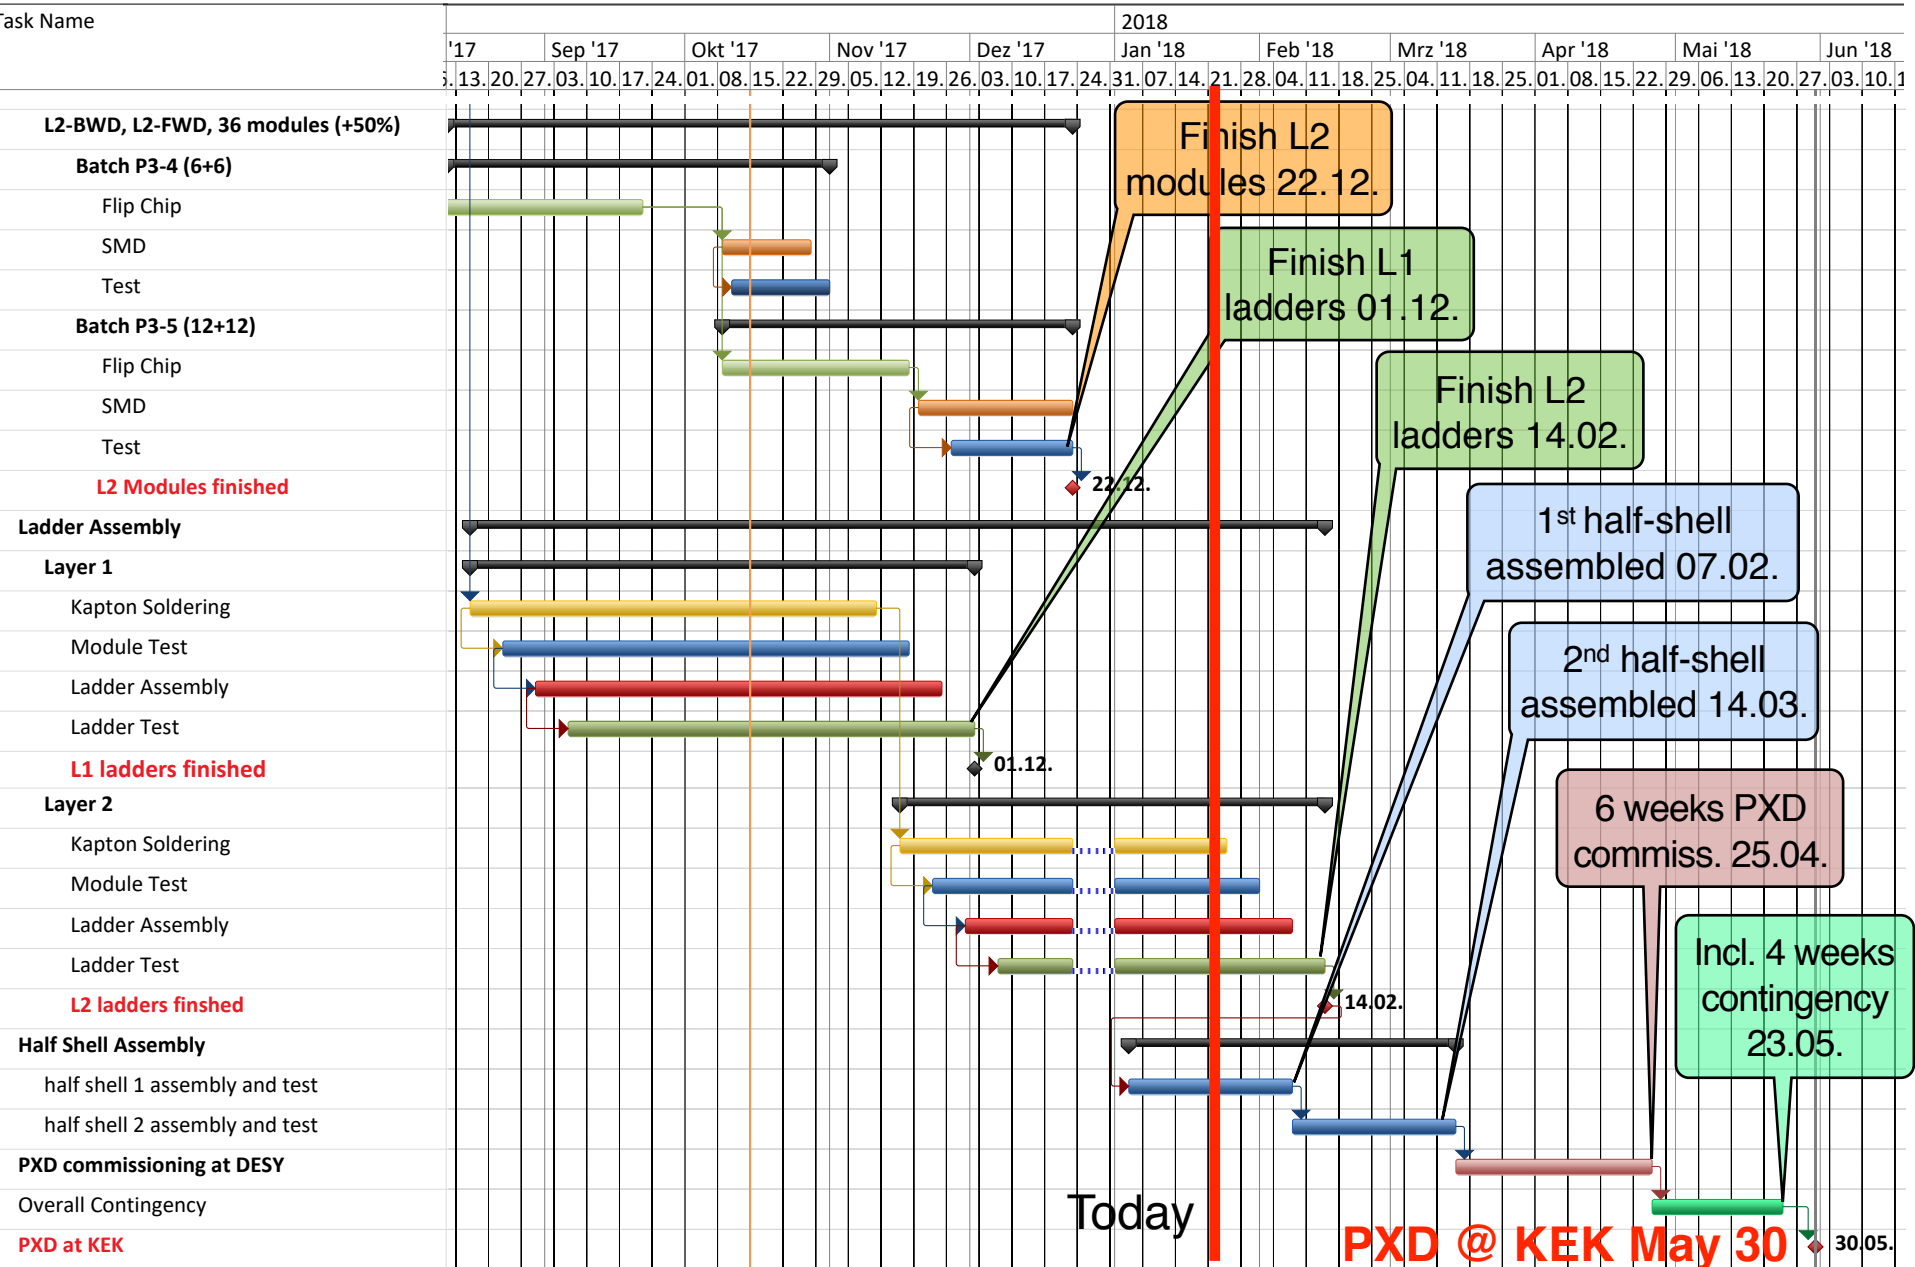 Task Name
2018
'17 Sep '17 Okt '17 Nov '17 Dez '17 Jan '18 Feb '18 Mrz '18 Apr '18 Mai '18 Jun '18
13. 20. 27. 03. 10. 17. 24. 01. 08. 15. 22. 29. 05. 12. 19. 26. 03. 10. 17. 24. 31. 07. 14. 21. 28. 04. 11. 18. 25. 04. 11. 18. 25. 01. 08. 15. 22. 29. 06. 13. 20. 27. 03. 10. 1
L2-BWD, L2-FWD, 36 modules (+50%)
Finish L2
modules 22.12.
Batch P3-4 (6+6)
Flip Chip
SMD
Finish L1
ladders 01.12.
Test
Batch P3-5 (12+12)
Flip Chip
Finish L2
ladders 14.02.
SMD
Test
L2 Modules finished
22.12.
Ladder Assembly
1st half-shell
assembled 07.02.
Layer 1
Kapton Soldering
Module Test
2nd half-shell
assembled 14.03.
Ladder Assembly
Ladder Test
L1 ladders finished
01.12.
Layer 2
6 weeks PXD
commiss. 25.04.
Kapton Soldering
Module Test
Ladder Assembly
Incl. 4 weeks
contingency
23.05.
Ladder Test
L2 ladders finshed
14.02.
Half Shell Assembly
half shell 1 assembly and test
half shell 2 assembly and test
PXD commissioning at DESY
Overall Contingency
Today
PXD at KEK
PXD @ KEK May 30
30.05.